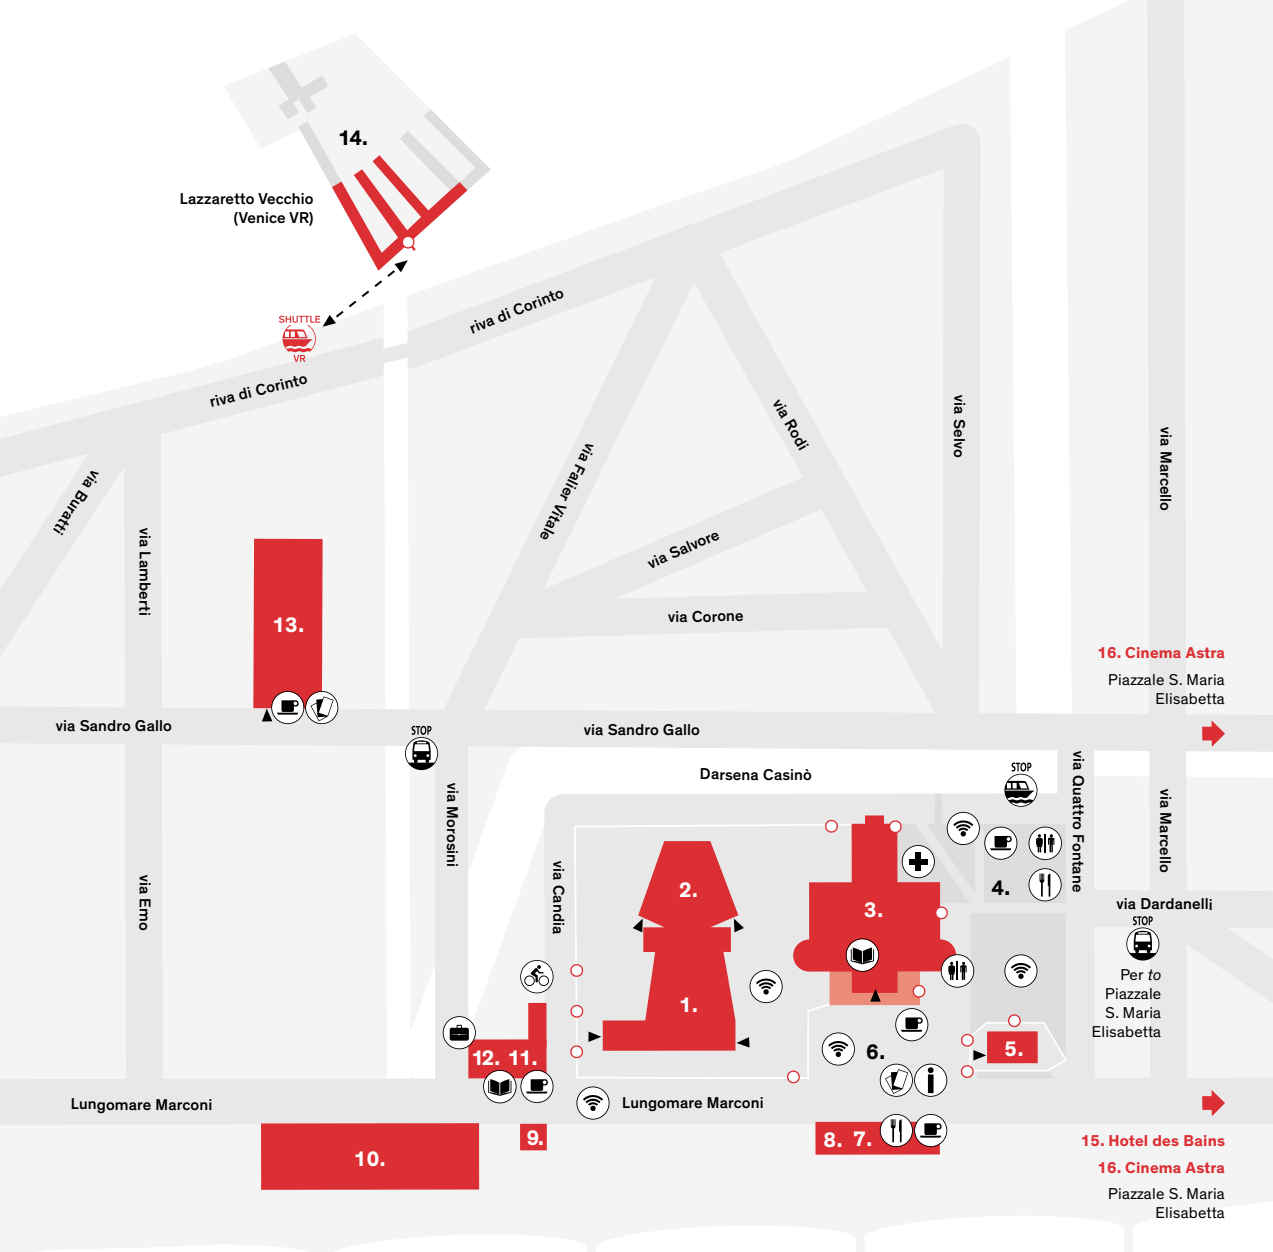 14.
Lazzaretto Vecchio
(Venice VR)
SHUTTLE
VR
riva di Corinto
riva di Corinto
via Buratti
via Lamberti
via Falier Vitale
via Rodi
via Selvo
via Marcello
via Salvore
via Corone
13.
16. Cinema Astra
Piazzale S. Maria
Elisabetta
via Sandro Gallo
STOP
via Sandro Gallo
Darsena Casinò
STOP
via Quattro Fontane
via Morosini
via Marcello
via Candia
via Emo
2.
3.
4.
via Dardanelli
STOP
Per to
Piazzale
S. Maria
Elisabetta
1.
12. 11.
6.
5.
Lungomare Marconi
Lungomare Marconi
10.
9.
8. 7.
15. Hotel des Bains
16. Cinema Astra
Piazzale S. Maria
Elisabetta